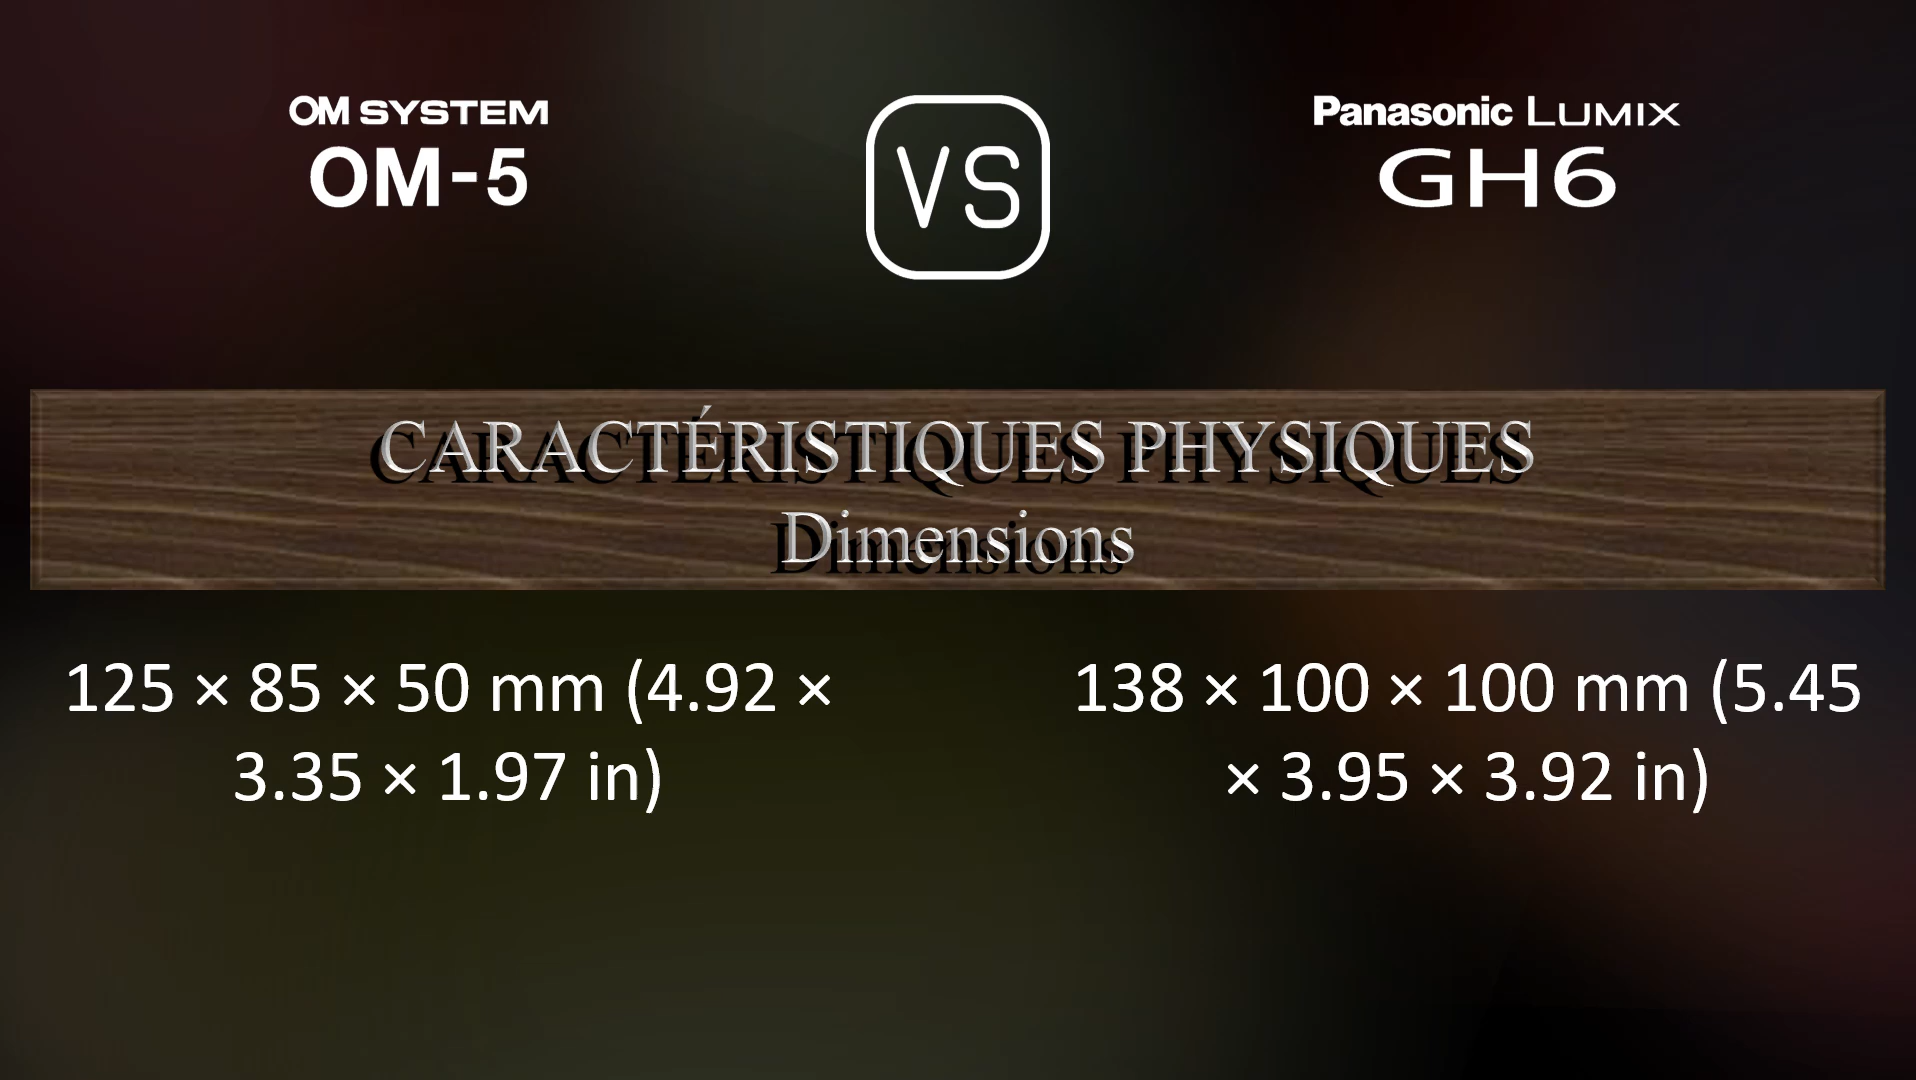 OM SYSTEM
OM-5
VS
Panasonic LUMIX
GH6
CARACTÉRISTIQUES PHYSIQUES
Dimensions
125 × 85 × 50 mm (4.92 ×
3.35 × 1.97 in)
138 × 100 × 100 mm (5.45
× 3.95 × 3.92 in)